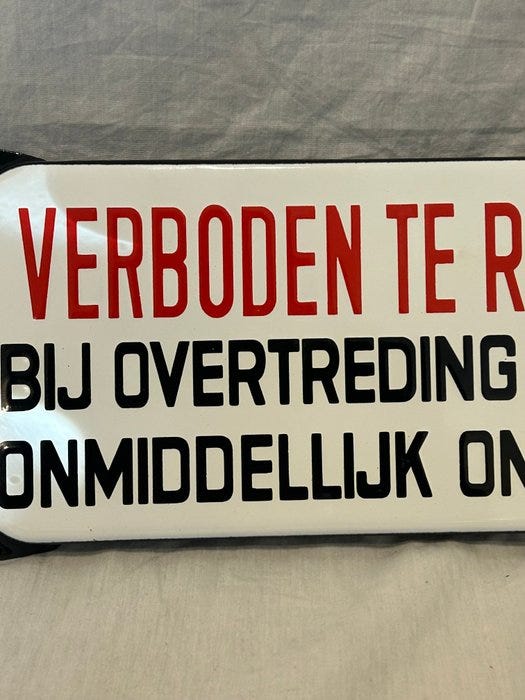 VERBODEN TE R
BIJ OVERTREDING
ONMIDDELLIJK ON